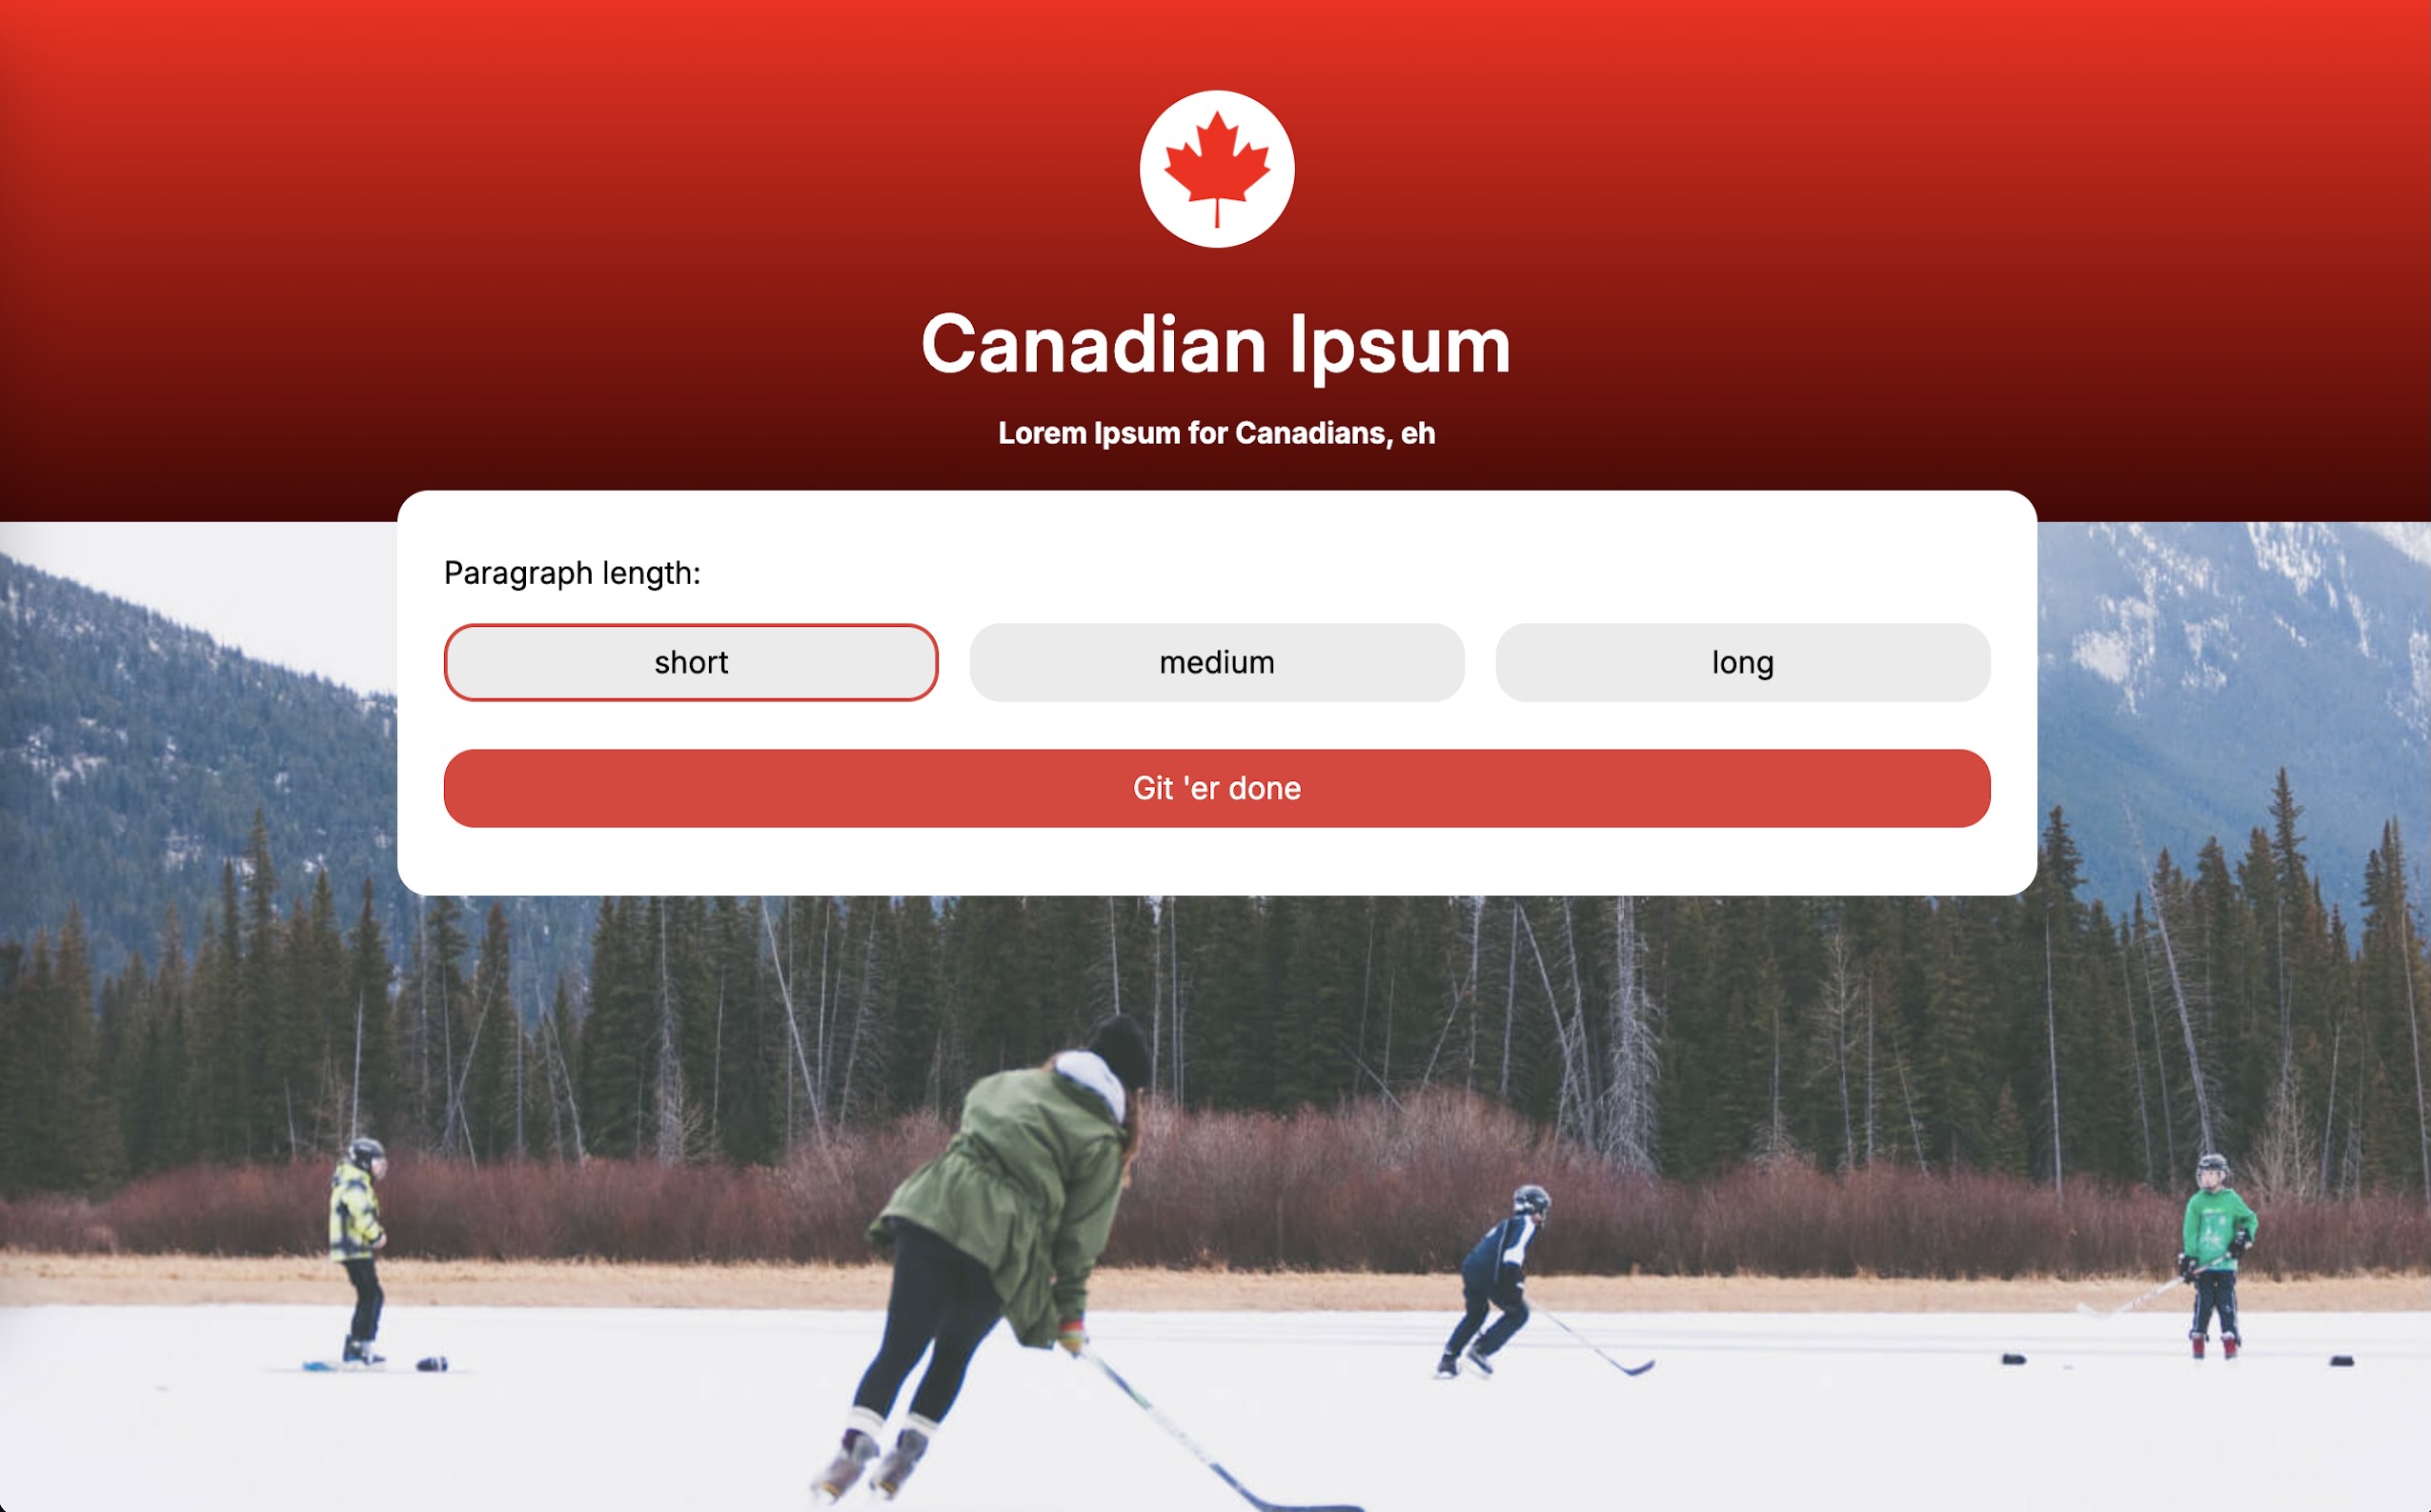 Canadian Ipsum
Lorem Ipsum for Canadians, eh
Paragraph length:
short
medium
long
Git 'er done